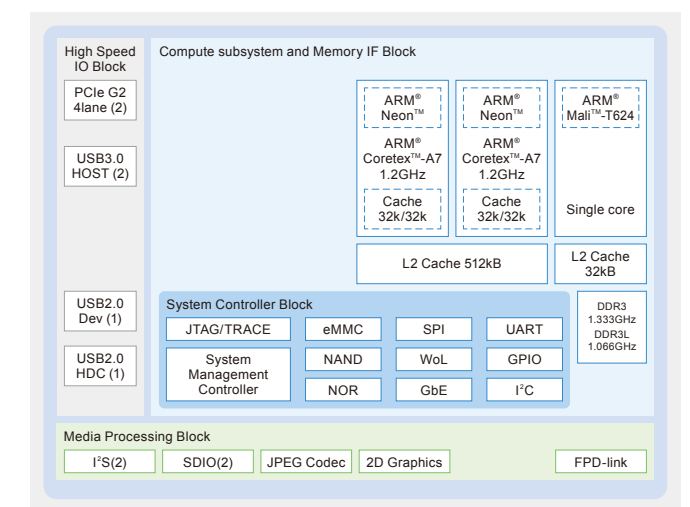 High Speed
IO Block
PCIe G2
4lane (2)
USB3.0
HOST (2)
USB2.0
Dev (1)
USB2.0
HDC (1)
Compute subsystem and Memory IF Block
ARM®
Neon™
ARM®
Coretex™-A7
1.2GHz
Cache
32k/32k
ARM®
Neon™
ARM®
Coretex™-A7
1.2GHz
Cache
32k/32k
ARM®
Mali™-T624
Single core
L2 Cache 512kB
L2 Cache
32kB
System Controller Block
JTAG/TRACE
eMMC
SPI
UART
System
Management
Controller
NAND
WoL
GPIO
NOR
GbE
I²C
DDR3
1.333GHz
DDR3L
1.066GHz
Media Processing Block
I²S(2)
SDIO(2)
JPEG Codec
2D Graphics
FPD-link